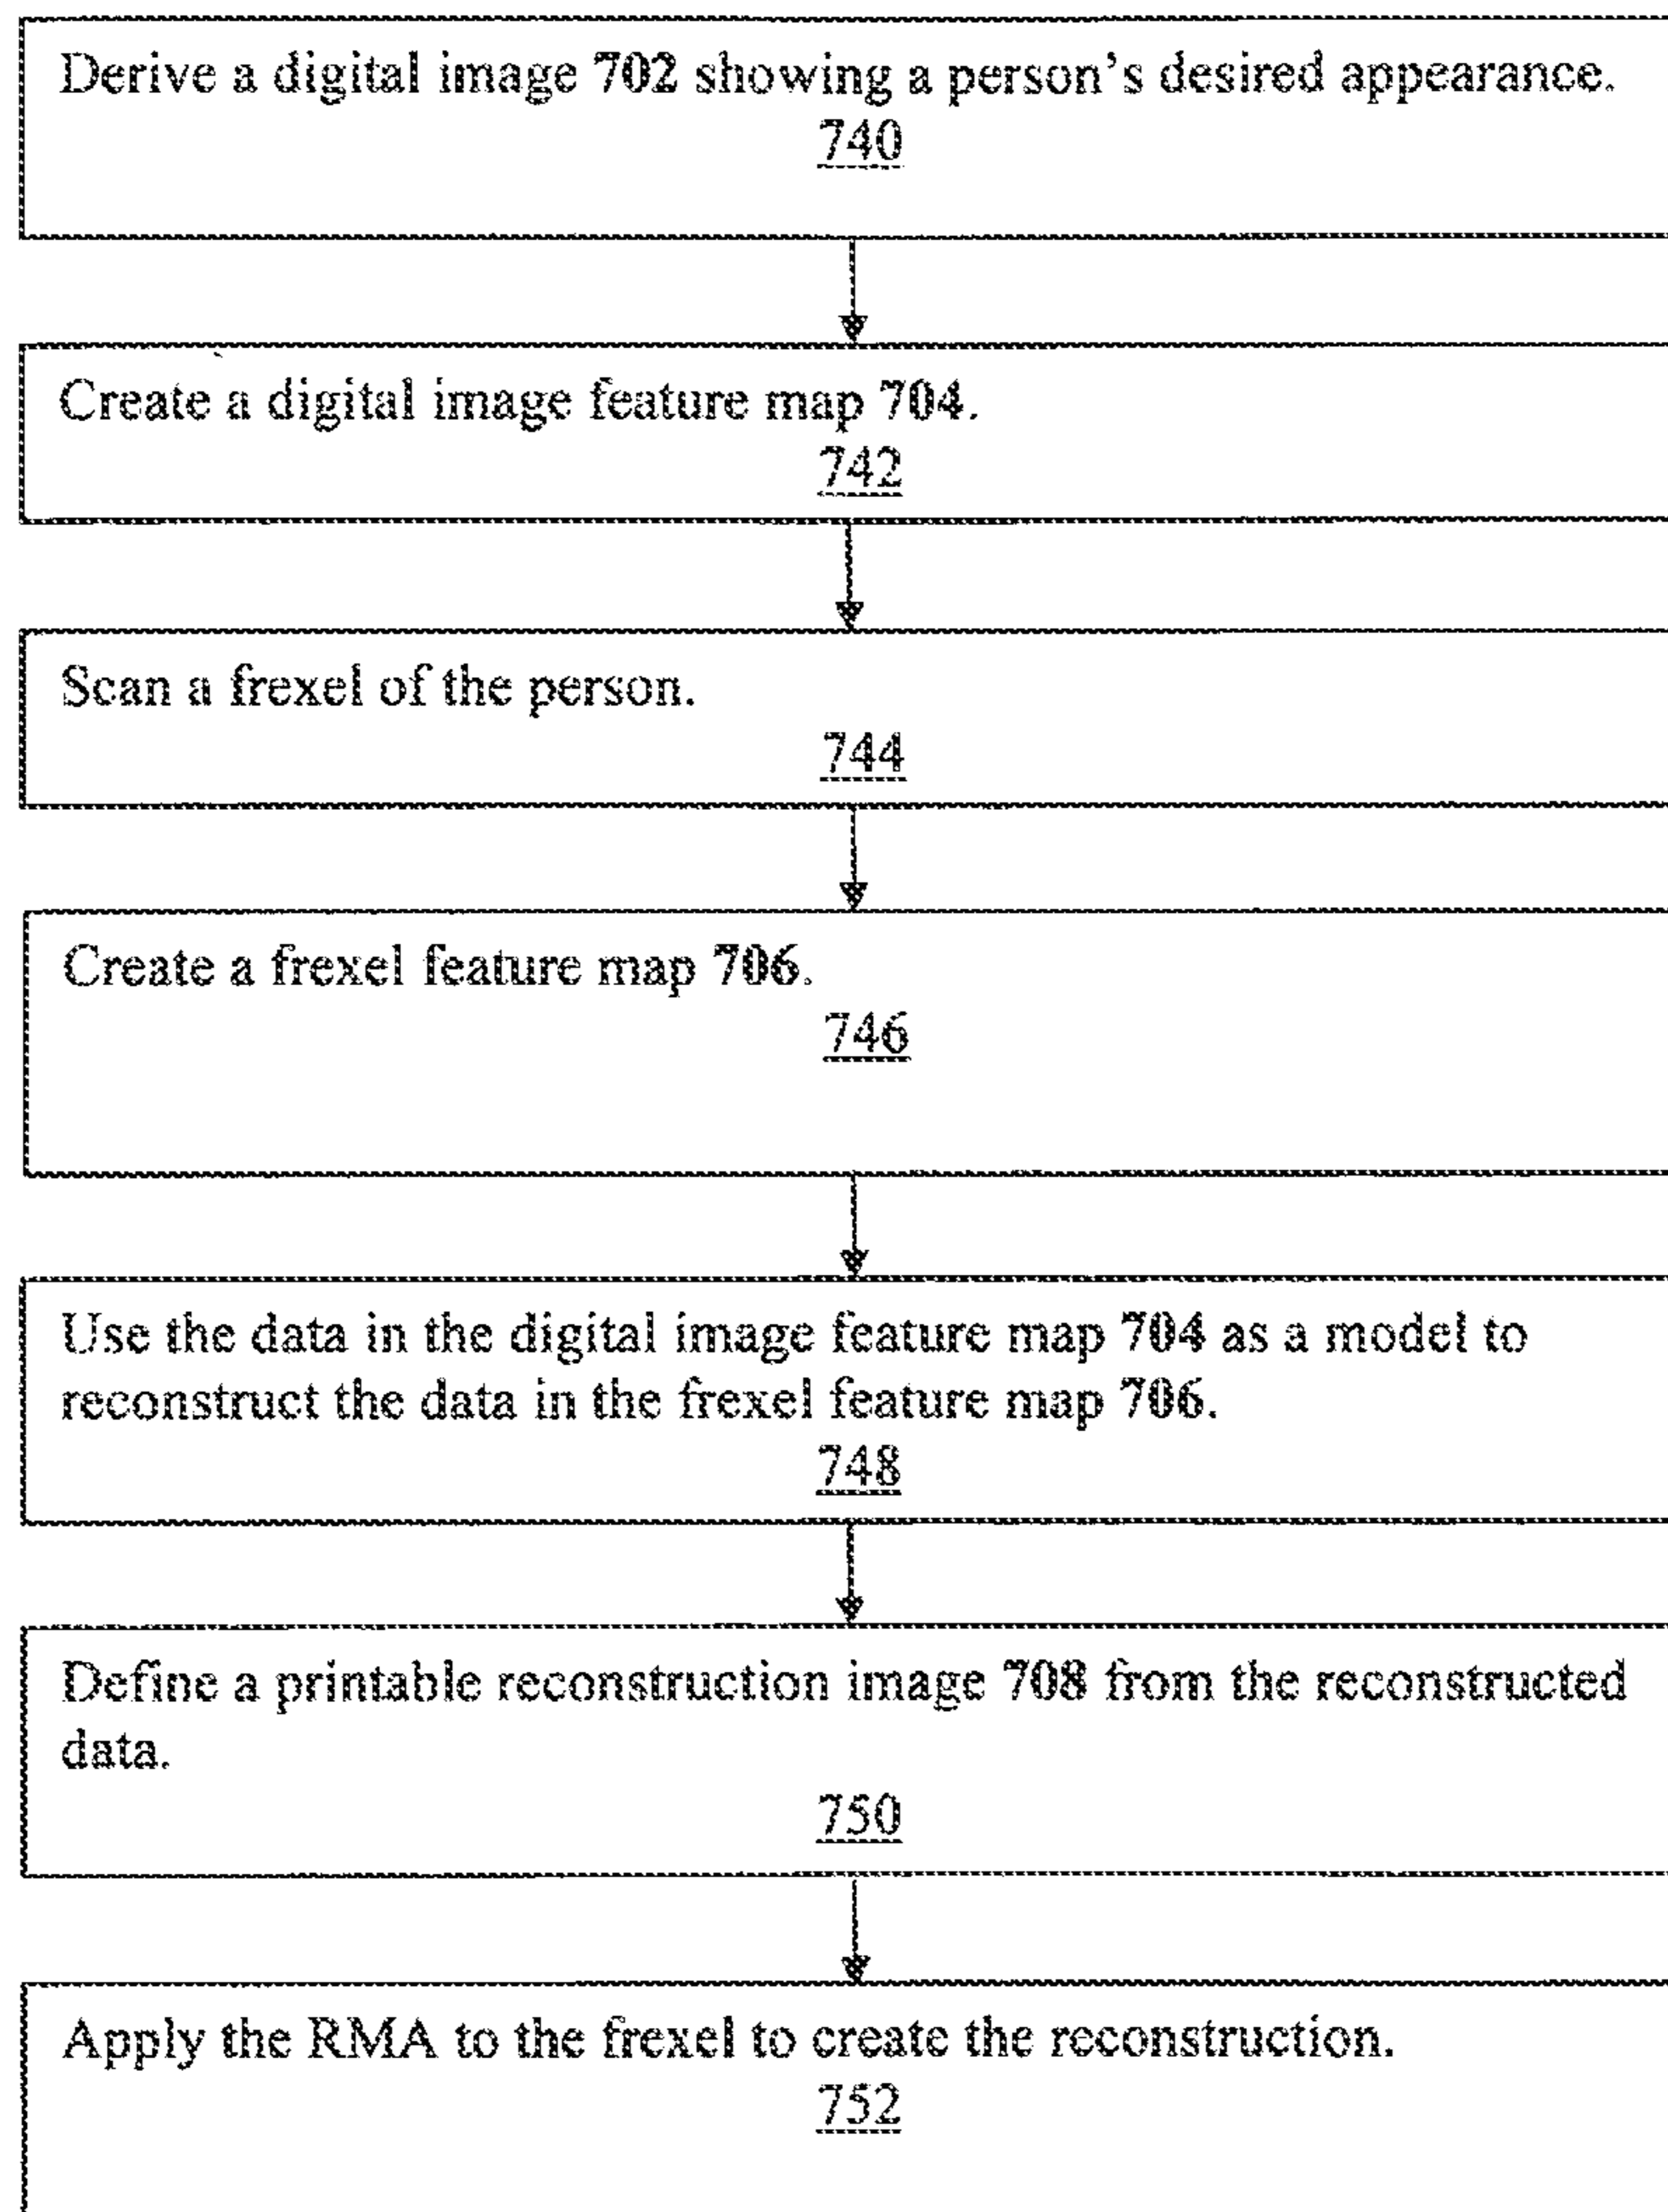 Derive a digital image 702 showing a person's desired appearance.
740
Create a digital image feature map 704.
742
Scan a frexel of the person.
744
Create a frexel feature map 706.
746
Use the data in the digital image feature map 704 as a model to
reconstruct the data in the frexel feature map 706.
748
Define a printable reconstruction image 708 from the reconstructed
data.
750
Apply the RMA to the frexel to create the reconstruction.
752